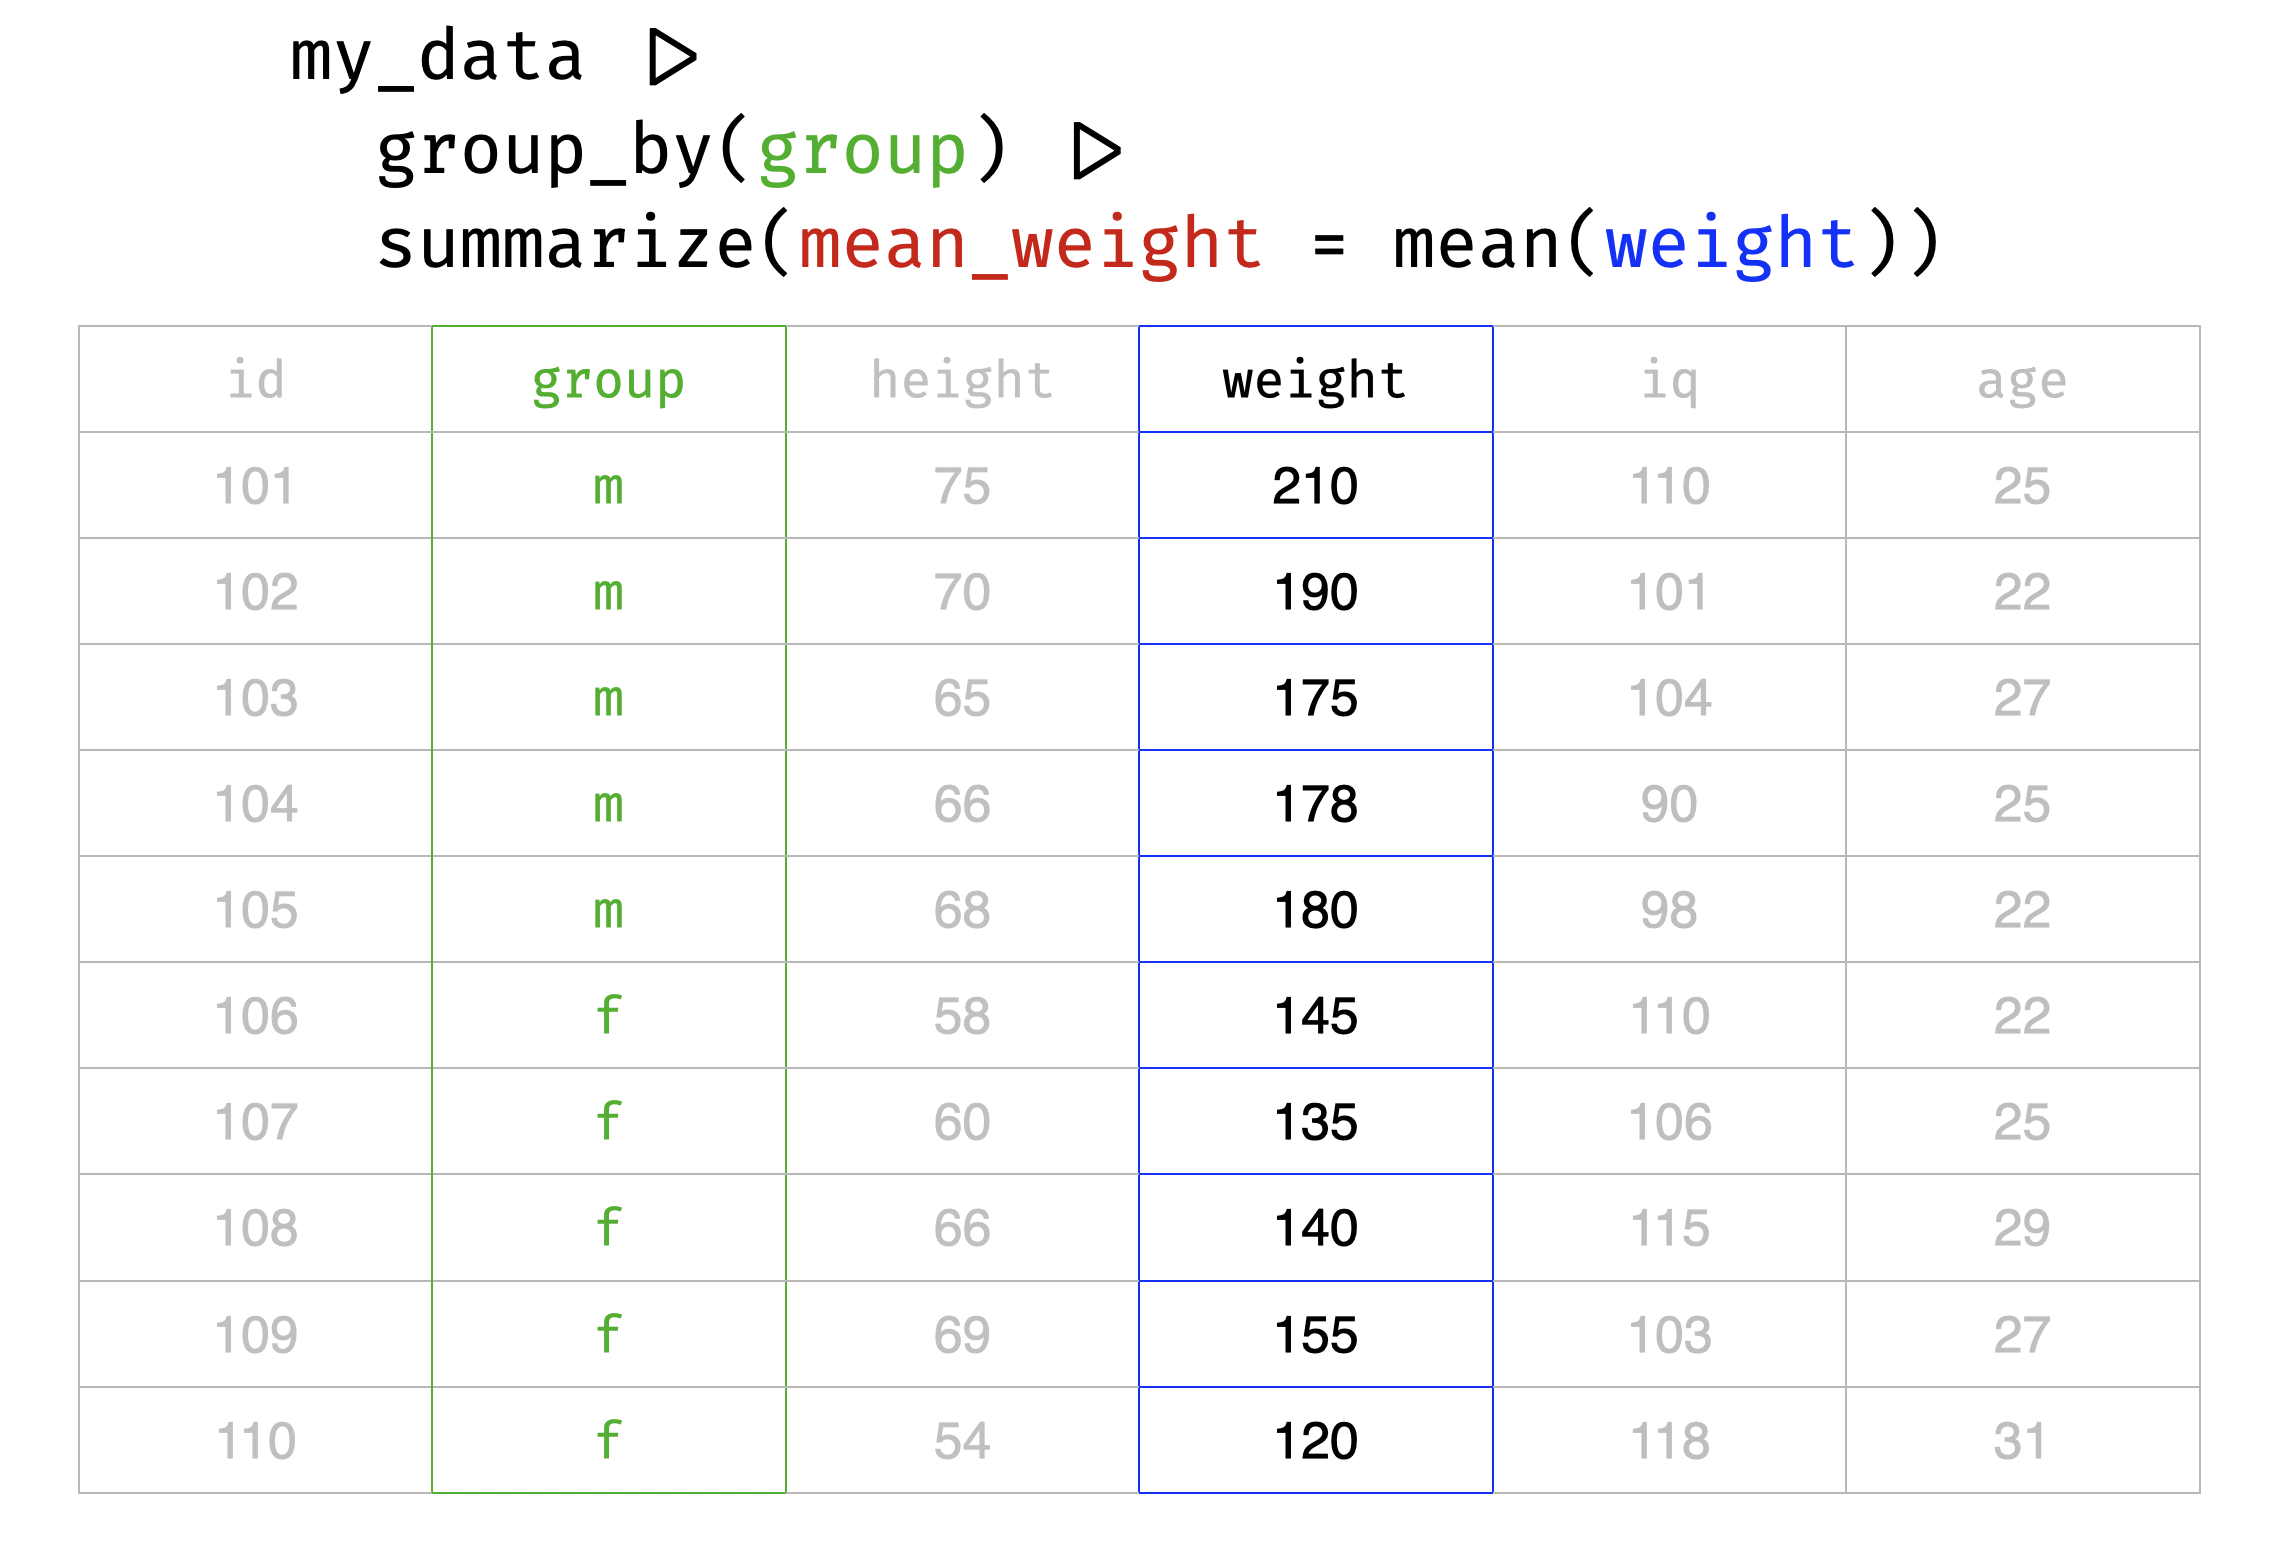 my_data |>
group_by(group) |>
summarize(mean_weight = mean(weight))
id group height weight iq age
101 m 75 210 110 25
102 m 70 190 101 22
103 m 65 175 104 27
104 m 66 178 90 25
105 m 68 180 98 22
106 f 58 145 110 22
107 f 60 135 106 25
108 f 66 140 115 29
109 f 69 155 103 27
110 f 54 120 118 31